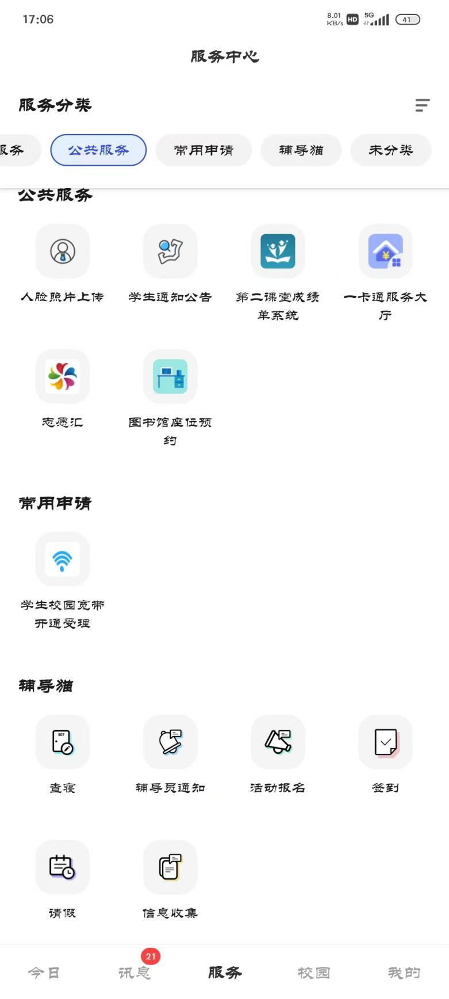 17:06
8.01
KB/s
HD
5G
41
服务中心
服务分类
服务
公共服务
常用申请
辅导猫
未分类
公共服务
人脸照片上传
学生通知公告
第二课堂成绩
单系统
一卡通服务大
厅
志愿汇
图书馆座位预
约
常用申请
学生校园宽带
开通受理
辅导猫
307
查寝
辅导员通知
活动报名
签到
请假
信息收集
今日
讯息
21
服务
校园
我的